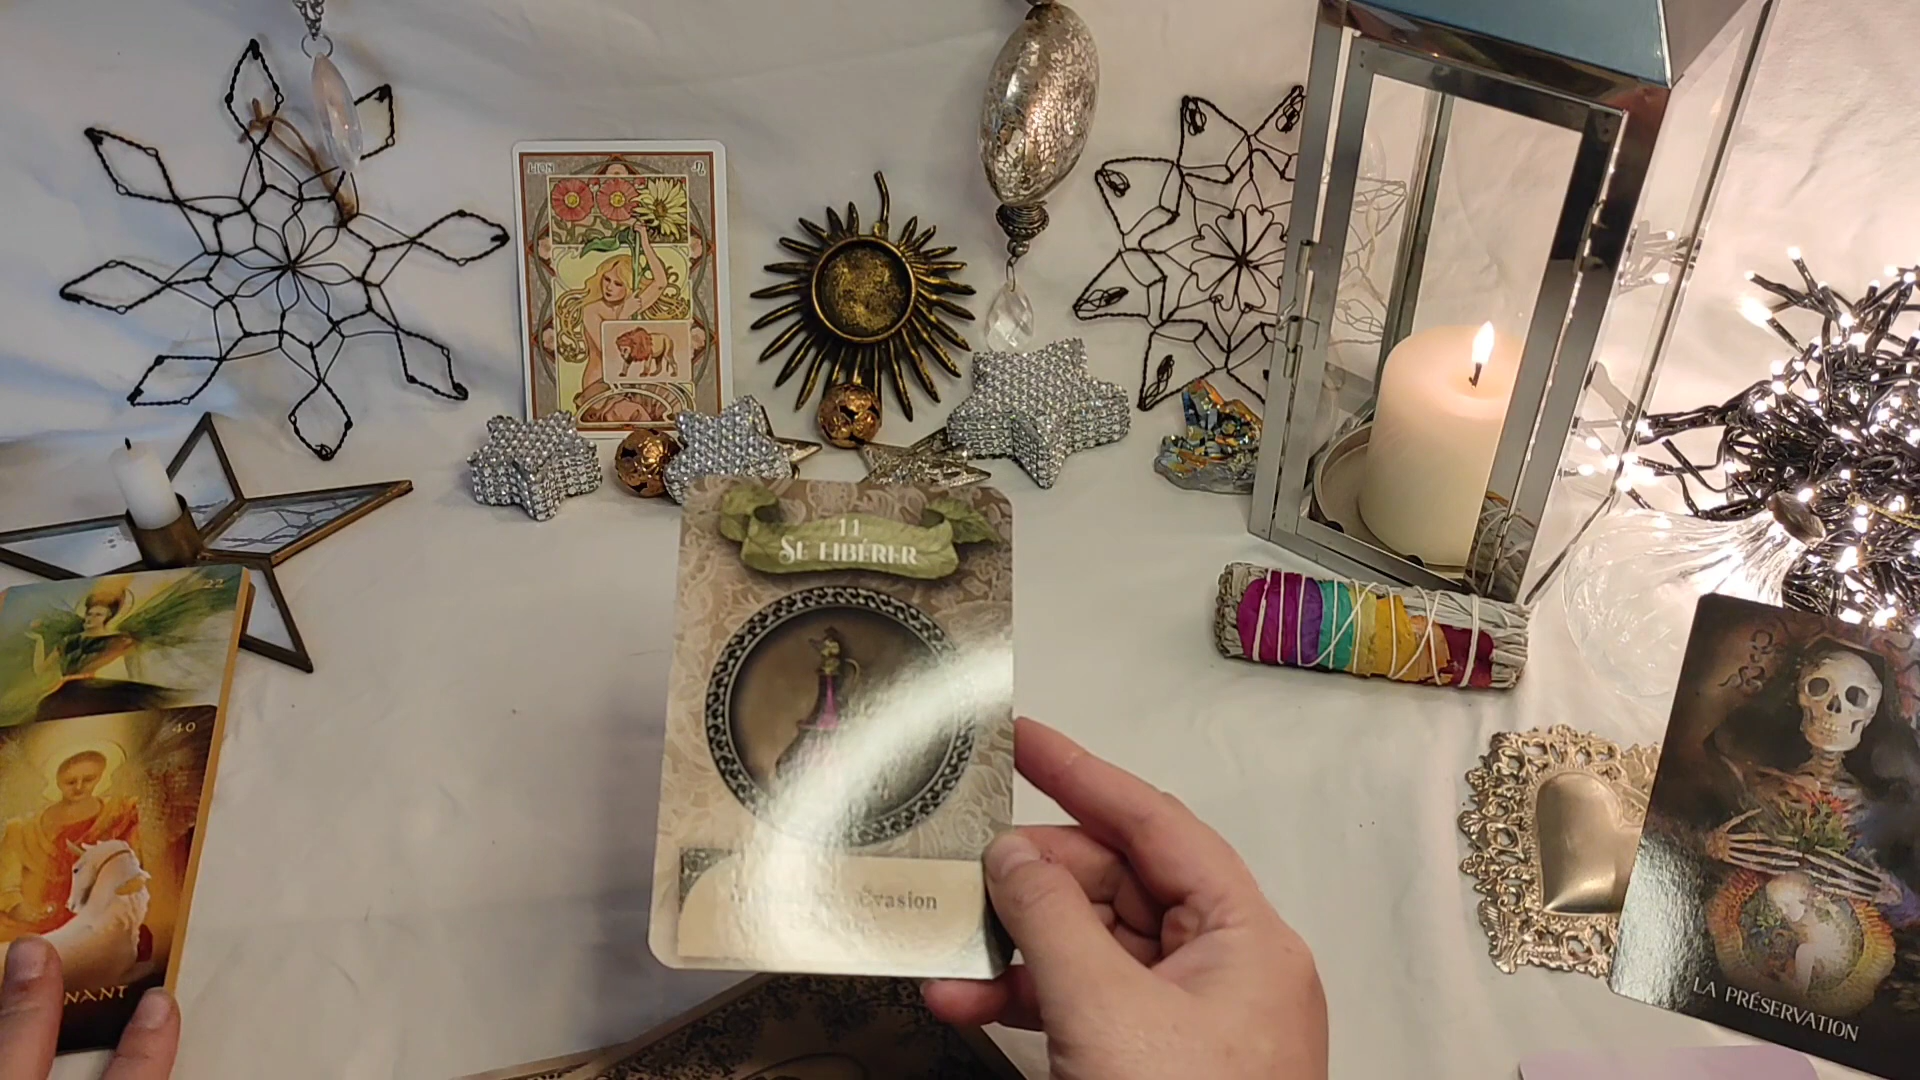 LION
11
SE LIBÉRER
Évasion
22
40
NANT
LA PRÉSERVATION